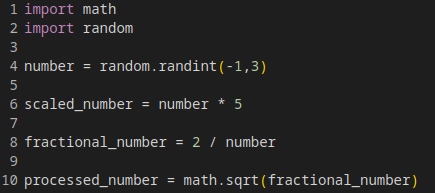 1 import math
2 import random
3
4 number = random.randint(-1,3)
5
6 scaled_number = number * 5
7
8 fractional_number = 2 / number
9
10 processed_number = math.sqrt(fractional_number)